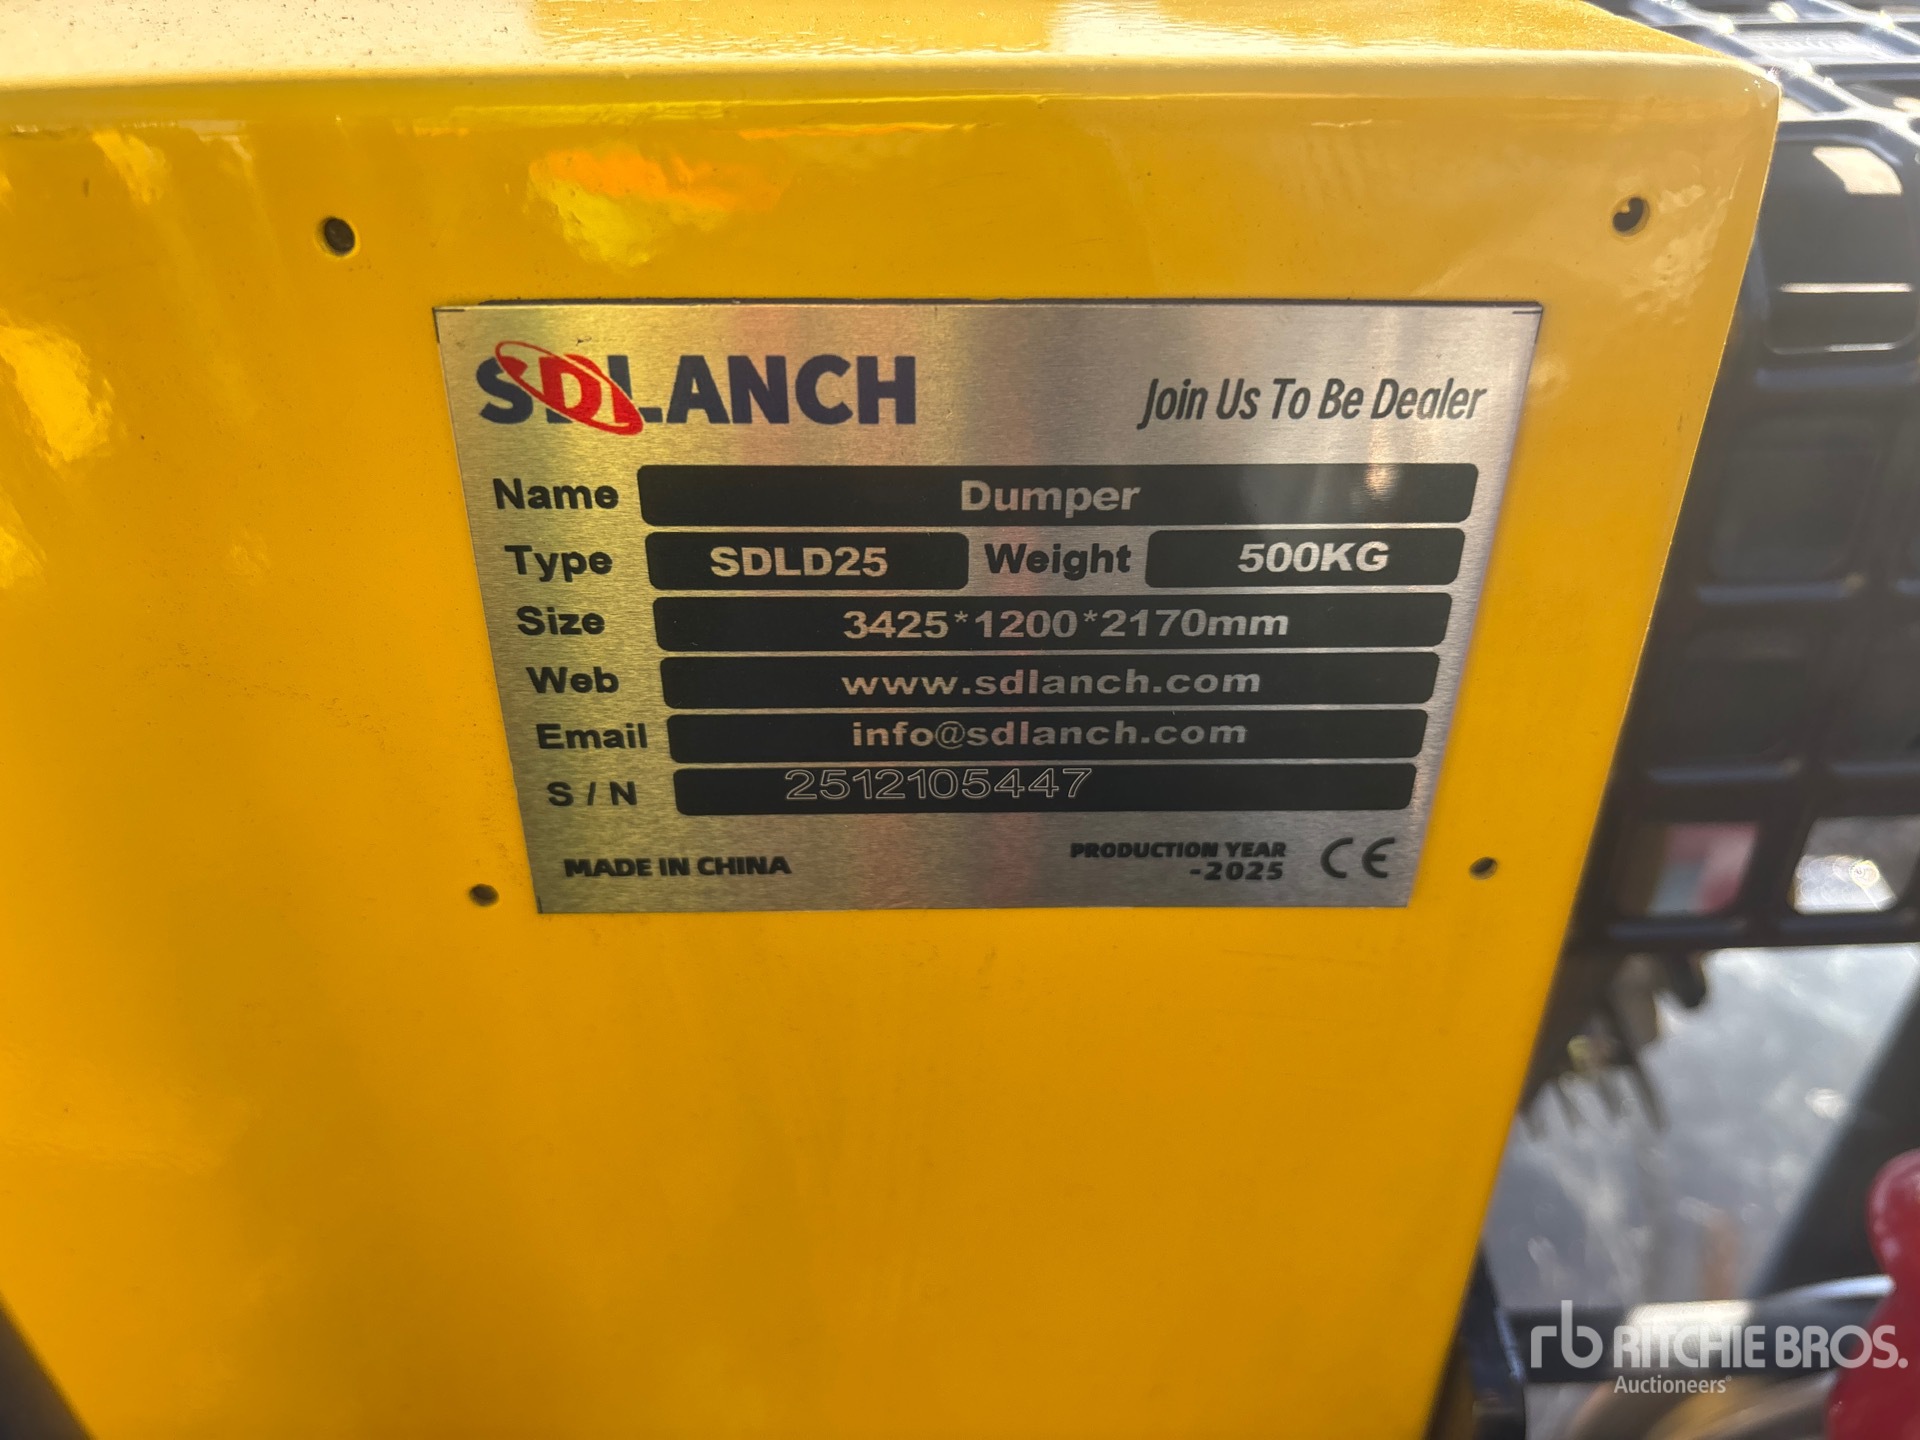 SDLANCH
Join Us To Be Dealer
Name Dumper
Type SDLD25 Weight 500KG
Size 3425*1200*2170mm
Web www.sdlanch.com
Email info@sdlanch.com
S/N 2512105447
MADE IN CHINA
PRODUCTION YEAR
-2025
CE
rb RITCHIE BROS.
Auctioneers